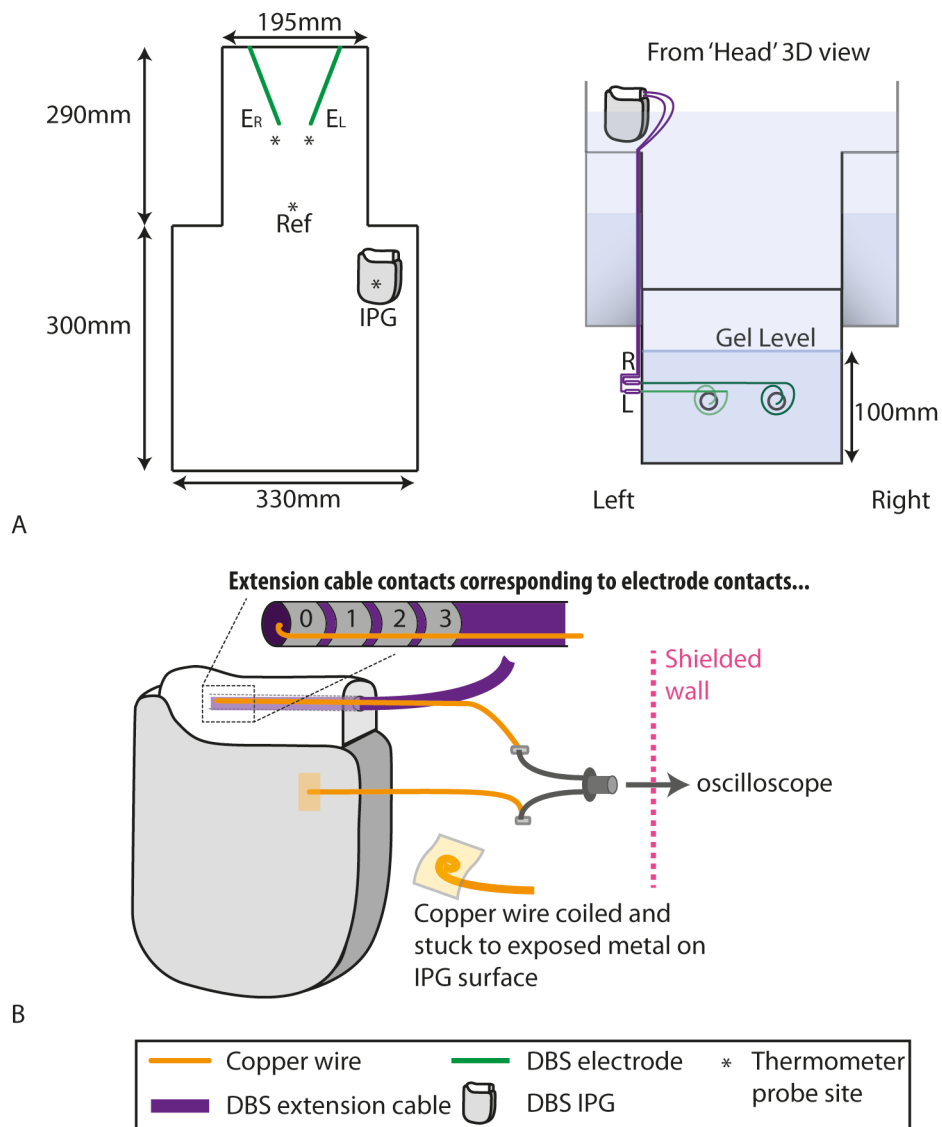 195mm
From ‘Head’ 3D view
290mm
ER
EL
*
*
*
Ref
*
IPG
300mm
330mm
Gel Level
R
L
100mm
Left
Right
A
Extension cable contacts corresponding to electrode contacts...
0 1 2 3
Shielded
wall
oscilloscope
Copper wire coiled and
stuck to exposed metal on
IPG surface
B
Copper wire
DBS electrode
* Thermometer
probe site
DBS extension cable
DBS IPG